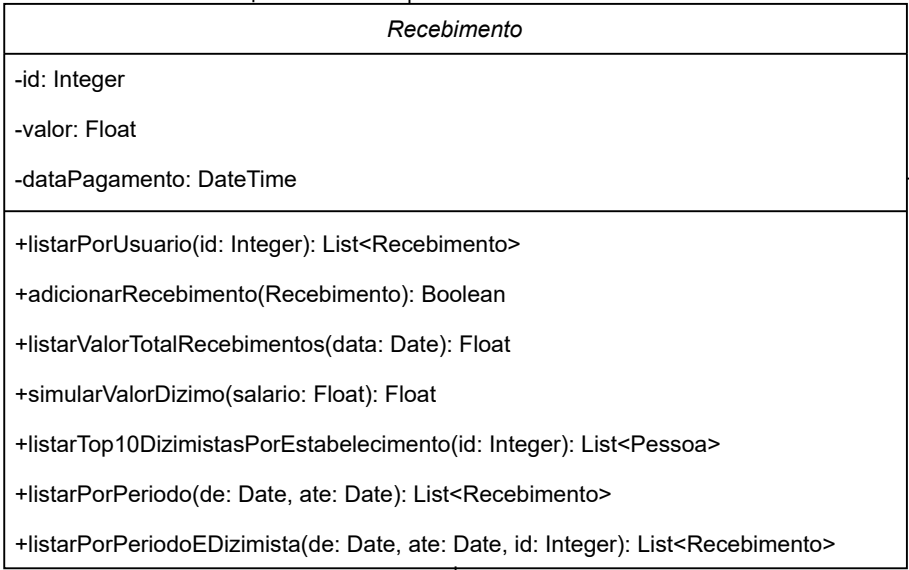 Recebimento
-id: Integer
-valor: Float
-dataPagamento: DateTime
+listarPorUsuario(id: Integer): List<Recebimento>
+adicionarRecebimento(Recebimento): Boolean
+listarValorTotalRecebimentos(data: Date): Float
+simularValorDizimo(salario: Float): Float
+listarTop10DizimistasPorEstabelecimento(id: Integer): List<Pessoa>
+listarPorPeriodo(de: Date, ate: Date): List<Recebimento>
+listarPorPeriodoEDizimista(de: Date, ate: Date, id: Integer): List<Recebimento>